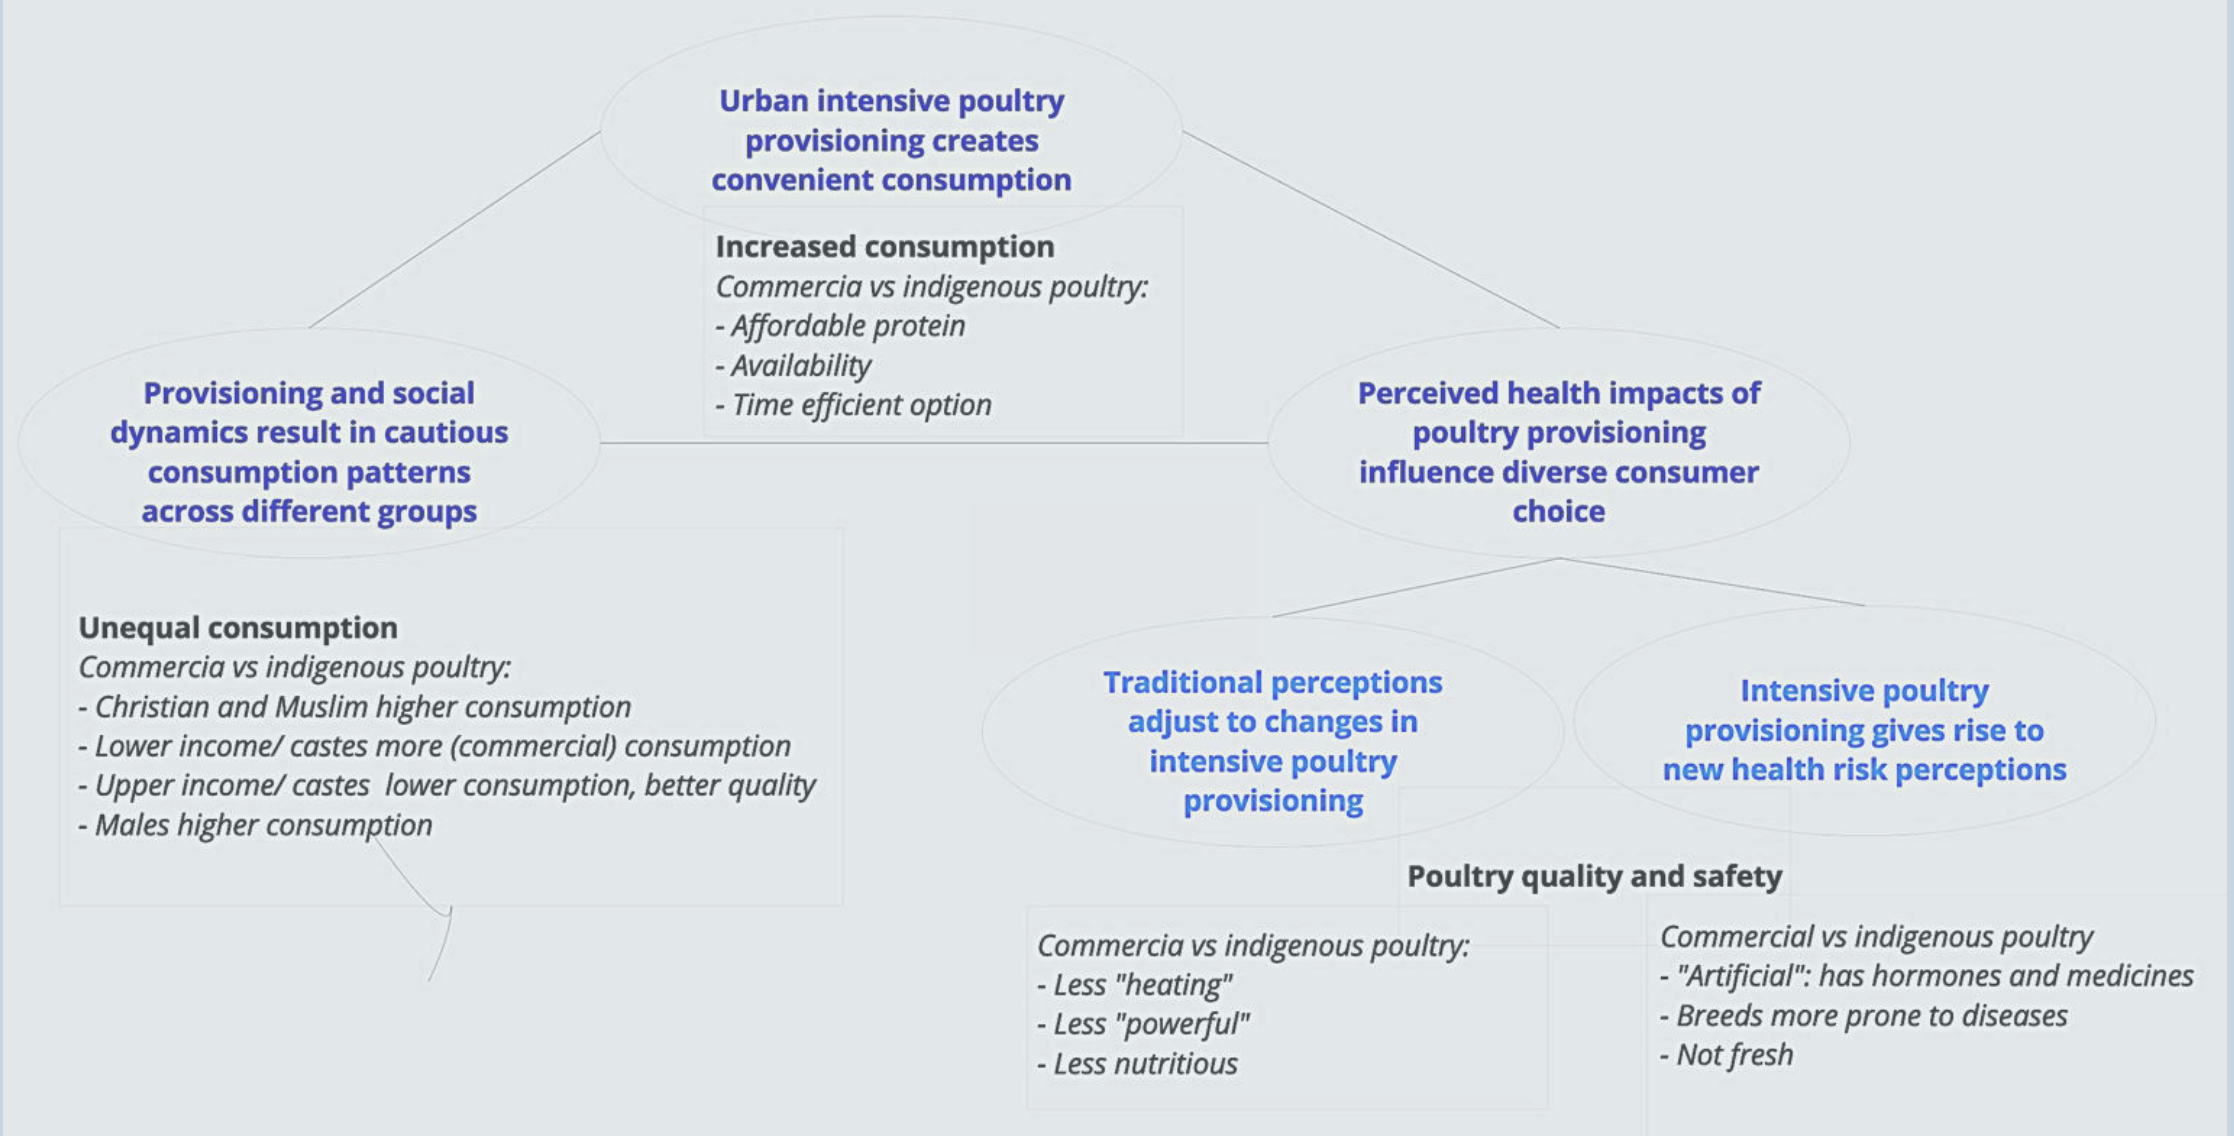 Urban intensive poultry
provisioning creates
convenient consumption
Increased consumption
Commercia vs indigenous poultry:
- Affordable protein
- Availability
- Time efficient option
Provisioning and social
dynamics result in cautious
consumption patterns
across different groups
Perceived health impacts of
poultry provisioning
influence diverse consumer
choice
Unequal consumption
Commercia vs indigenous poultry:
- Christian and Muslim higher consumption
- Lower income/ castes more (commercial) consumption
- Upper income/ castes  lower consumption, better quality
- Males higher consumption
Traditional perceptions
adjust to changes in
intensive poultry
provisioning
Intensive poultry
provisioning gives rise to
new health risk perceptions
Poultry quality and safety
Commercia vs indigenous poultry:
- Less "heating"
- Less "powerful"
- Less nutritious
Commercial vs indigenous poultry
- "Artificial": has hormones and medicines
- Breeds more prone to diseases
- Not fresh